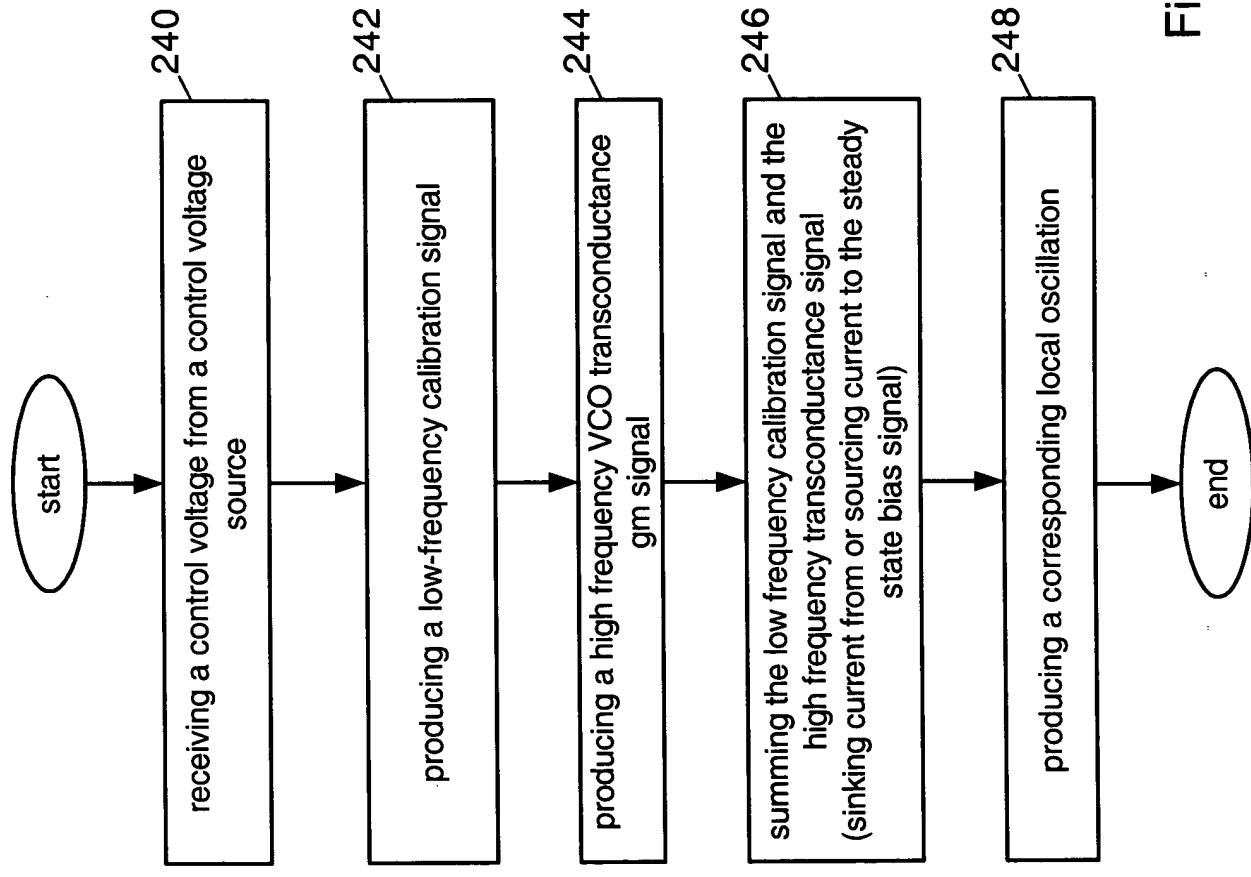 start
240
receiving a control voltage from a control voltage
source
242
producing a low-frequency calibration signal
244
producing a high frequency VCO transconductance
gm signal
246
summing the low frequency calibration signal and the
high frequency transconductance signal
(sinking current from or sourcing current to the steady
state bias signal)
248
producing a corresponding local oscillation
end
Fi